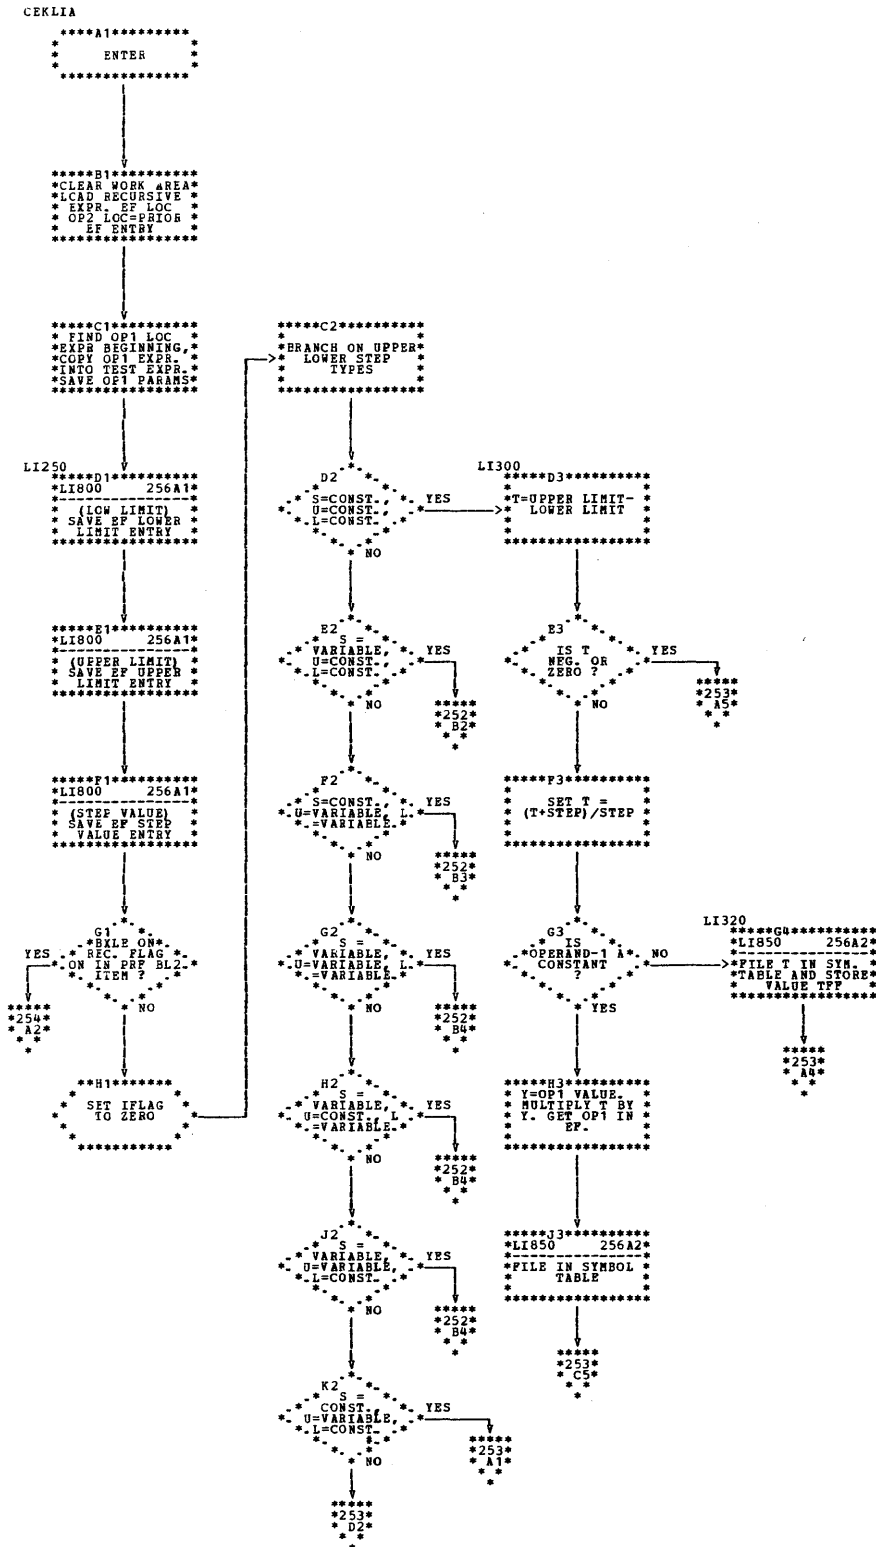 CEKLIA
A1
ENTER
B1
CLEAR WORK AREA
LCAD RECURSIVE
EXPR. EF LOC
OP2 LOC=PRIOR
EF ENTRY
C1
FIND OP1 LOC
EXPR BEGINNING,
COPY OP1 EXPR.
INTO TEST EXPR.
SAVE OP1 PARAMS
LI250
D1
LI800 256A1
(LOW LIMIT)
SAVE EF LOWER
LIMIT ENTRY
E1
LI800 256A1
(UPPER LIMIT)
SAVE EF UPPER
LIMIT ENTRY
F1
LI800 256A1
(STEP VALUE)
SAVE EF STEP
VALUE ENTRY
G1
BXLE ON
REC. FLAG
ON IN PRF BL2
ITEM ?
YES
254
A2
NO
H1
SET IFLAG
TO ZERO
C2
BRANCH ON UPPER
LOWER STEP
TYPES
D2
S=CONST.,
U=CONST.,
L=CONST.
YES
NO
E2
S =
VARIABLE,
U=CONST.,
L=CONST.
YES
252
B2
NO
F2
S=CONST.,
U=VARIABLE, L
=VARIABLE
YES
252
B3
NO
G2
S =
VARIABLE,
U=VARIABLE, L
=VARIABLE
YES
252
B4
NO
H2
S =
VARIABLE,
U=CONST., L
=VARIABLE
YES
252
B4
NO
J2
S =
VARIABLE,
U=VARIABLE,
L=CONST.
YES
252
B4
NO
K2
S =
CONST.,
U=VARIABLE,
L=CONST.
YES
253
A1
NO
253
D2
LI300
D3
T=UPPER LIMIT-
LOWER LIMIT
E3
IS T
NEG. OR
ZERO ?
YES
253
A5
NO
F3
SET T =
(T+STEP)/STEP
G3
IS
OPERAND-1 A
CONSTANT
?
NO
YES
LI320
G4
LI850 256A2
FILE T IN SYM.
TABLE AND STORE
VALUE TFF
253
A4
H3
Y=OP1 VALUE.
MULTIPLY T BY
Y. GET OP1 IN
EF.
J3
LI850 256A2
FILE IN SYMBOL
TABLE
253
C5